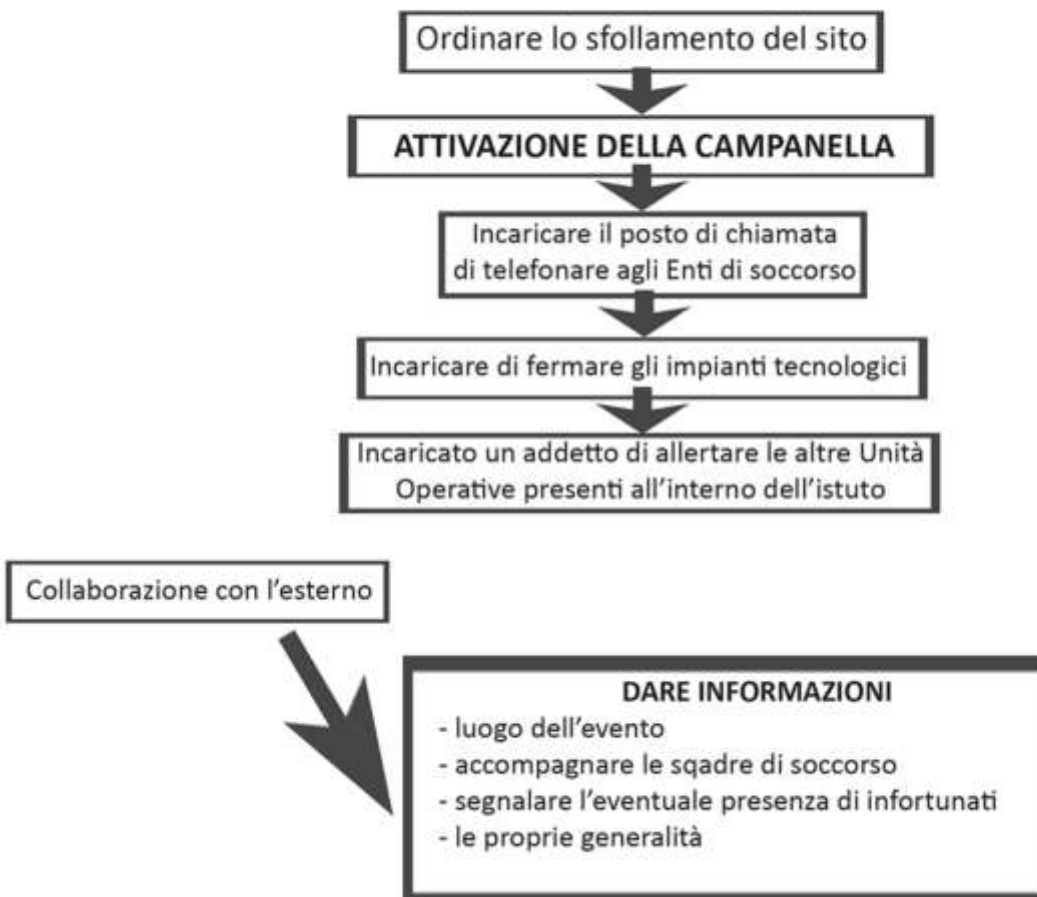 Ordinare lo sfollamento del sito
ATTIVAZIONE DELLA CAMPANELLA
Incaricare il posto di chiamata
di telefonare agli Enti di soccorso
Incaricare di fermare gli impianti tecnologici
Incaricato un addetto di allertare le altre Unità
Operative presenti all'interno dell'istuto
Collaborazione con l'esterno
DARE INFORMAZIONI
- luogo dell'evento
- accompagnare le sqadre di soccorso
- segnalare l'eventuale presenza di infortunati
- le proprie generalità